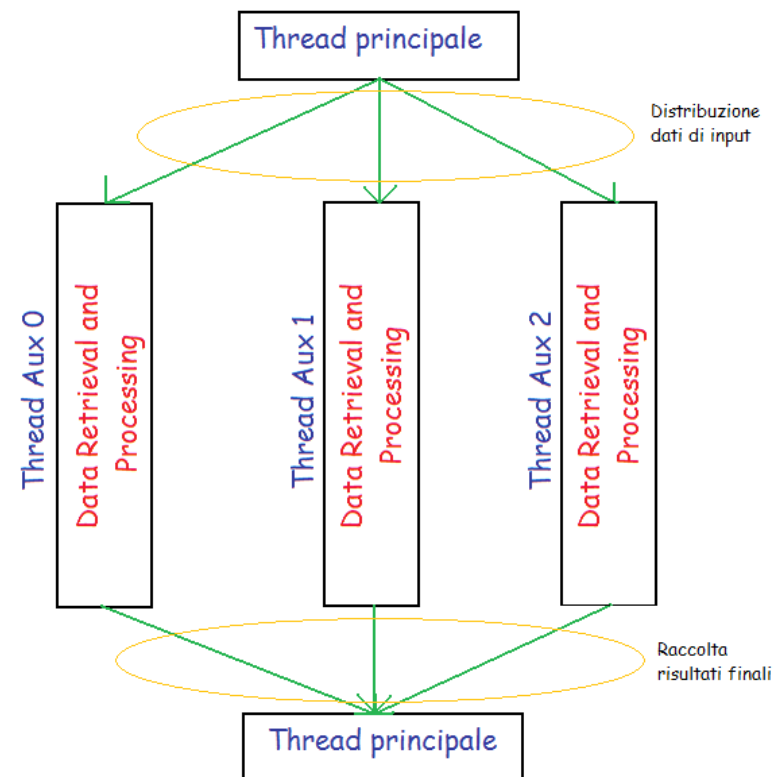 Thread principale
Distribuzione
dati di input
Thread Aux 0
Data Retrieval and
Processing
Thread Aux 1
Data Retrieval and
Processing
Thread Aux 2
Data Retrieval and
Processing
Raccolta
risultati finali
Thread principale